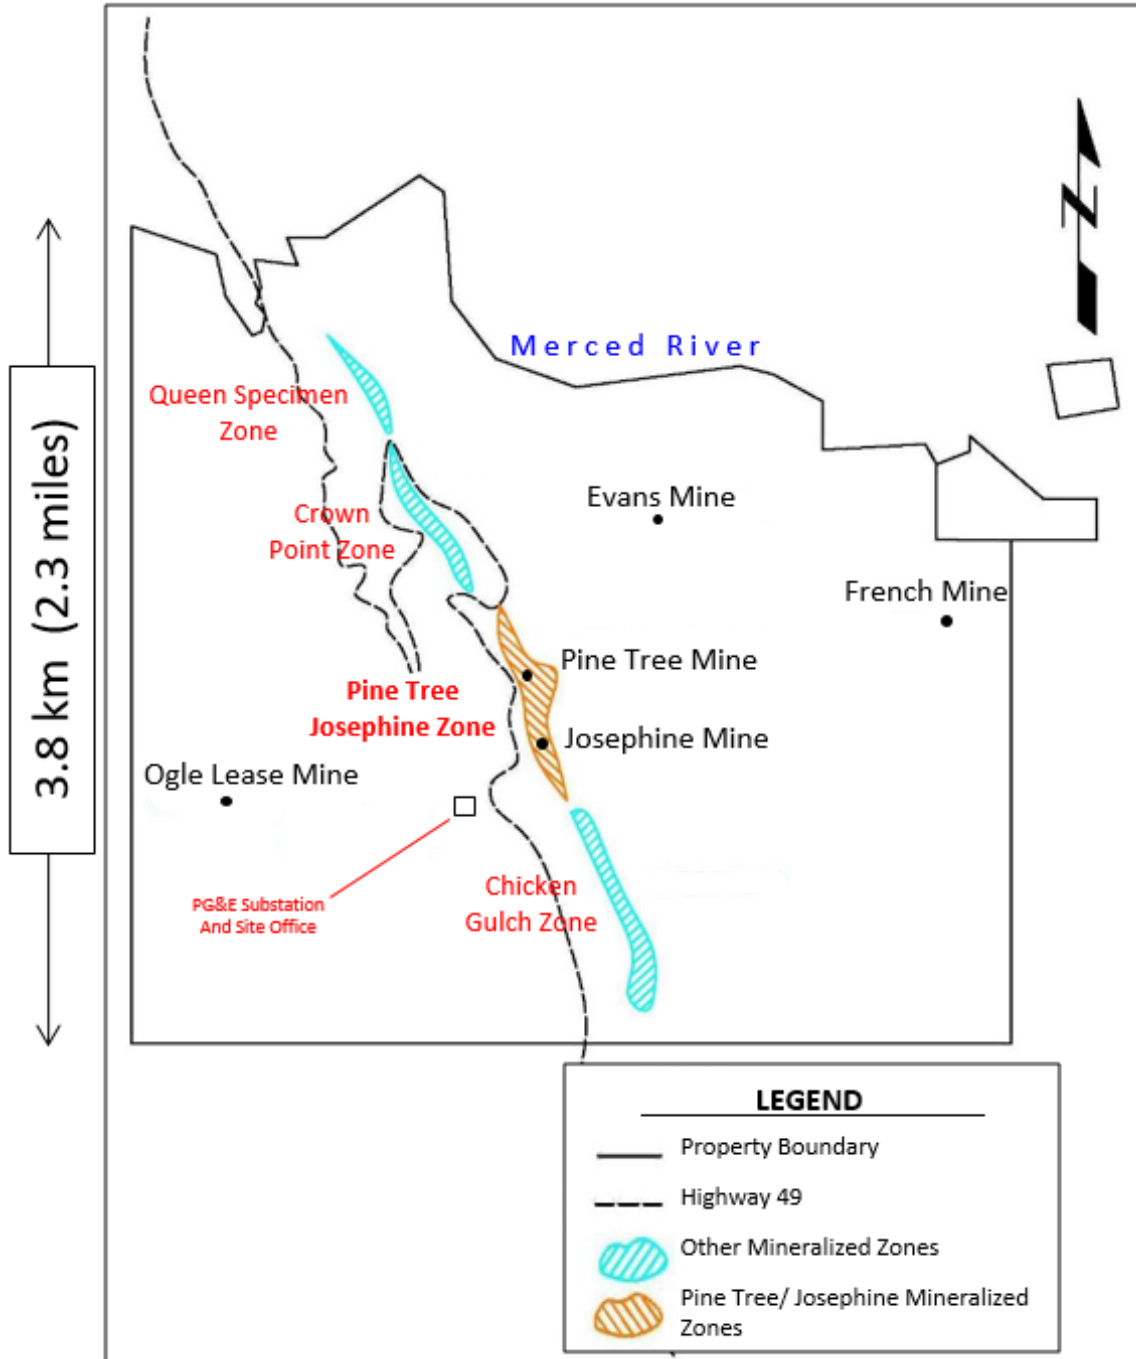 N
Merced River
Queen Specimen
Zone
Evans Mine
Crown
Point Zone
French Mine
Pine Tree Mine
Pine Tree
Josephine Zone
Josephine Mine
Ogle Lease Mine
3.8 km (2.3 miles)
Chicken
Gulch Zone
PG&E Substation
And Site Office
LEGEND
Property Boundary
Highway 49
Other Mineralized Zones
Pine Tree/ Josephine Mineralized
Zones